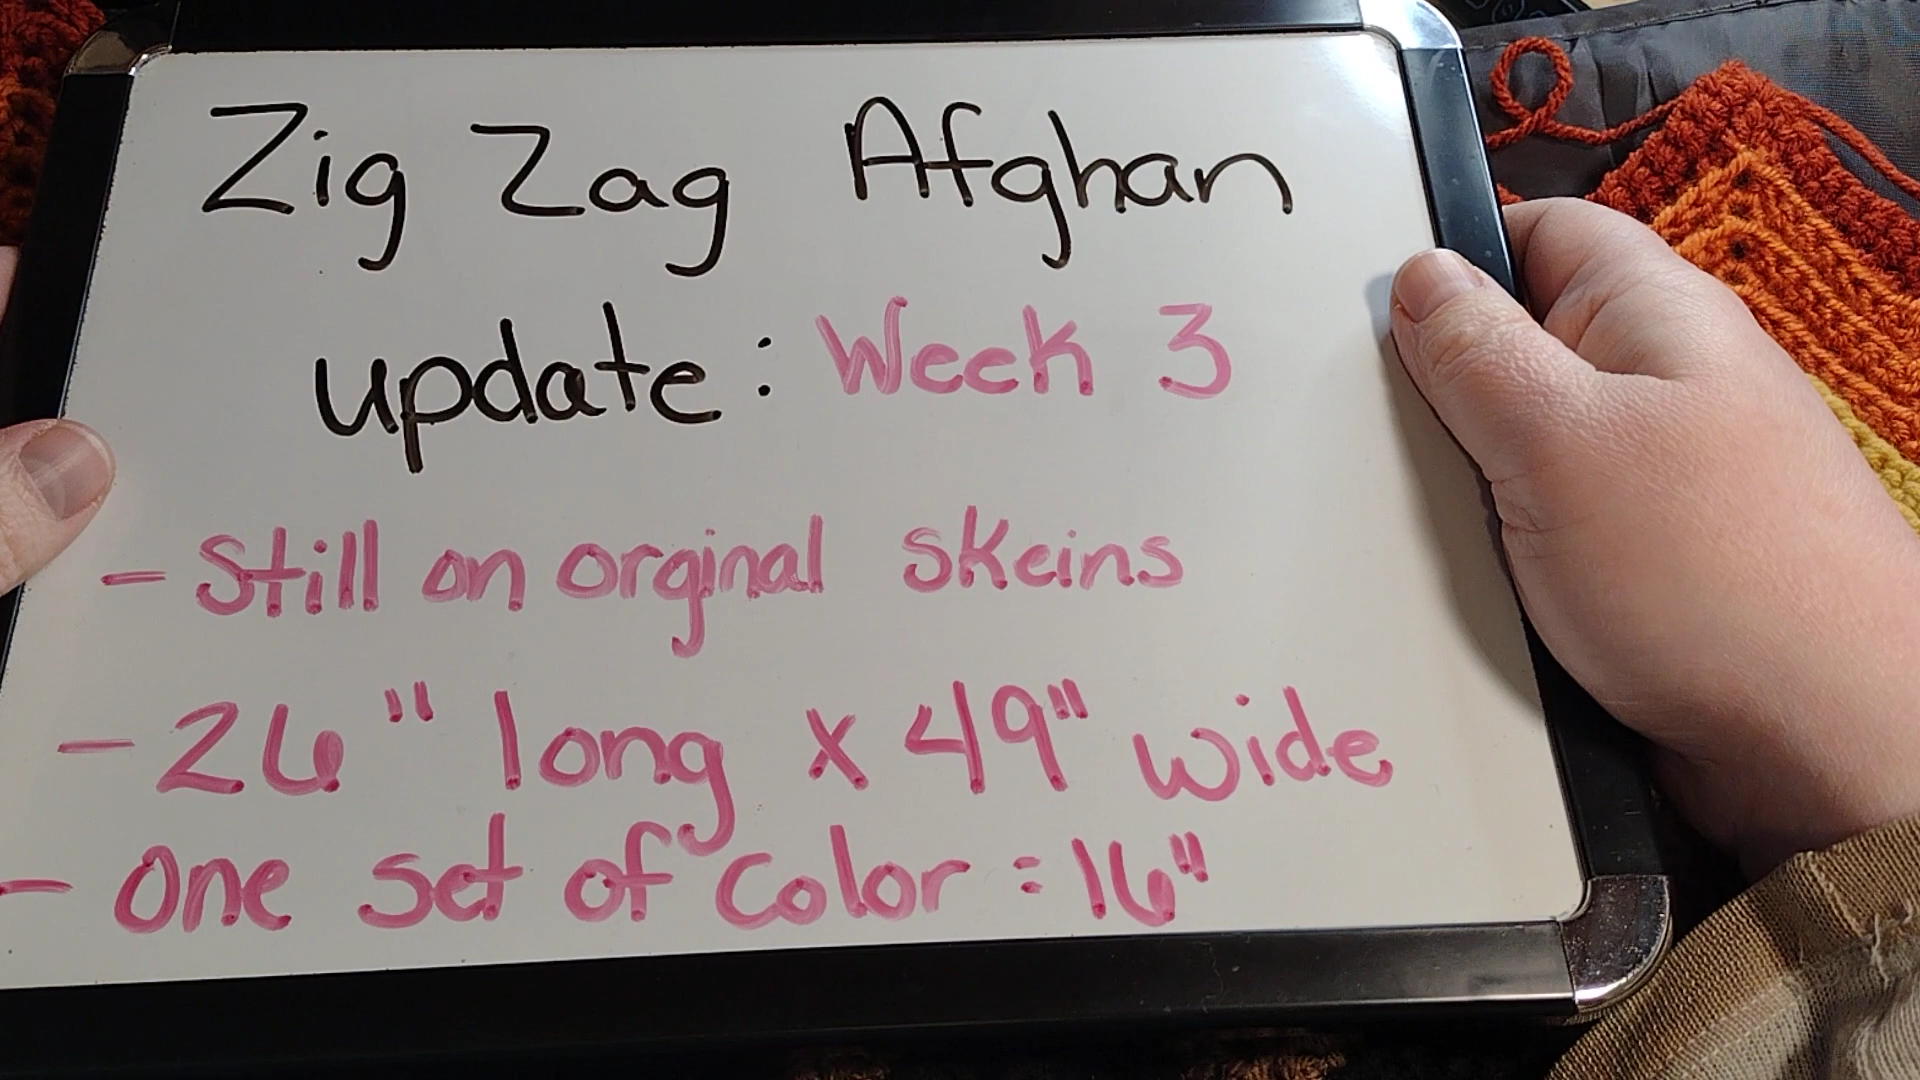 Zig Zag Afghan
update: Week 3
- Still on orginal skeins
- 26" long x 49" wide
- One set of Color = 16"